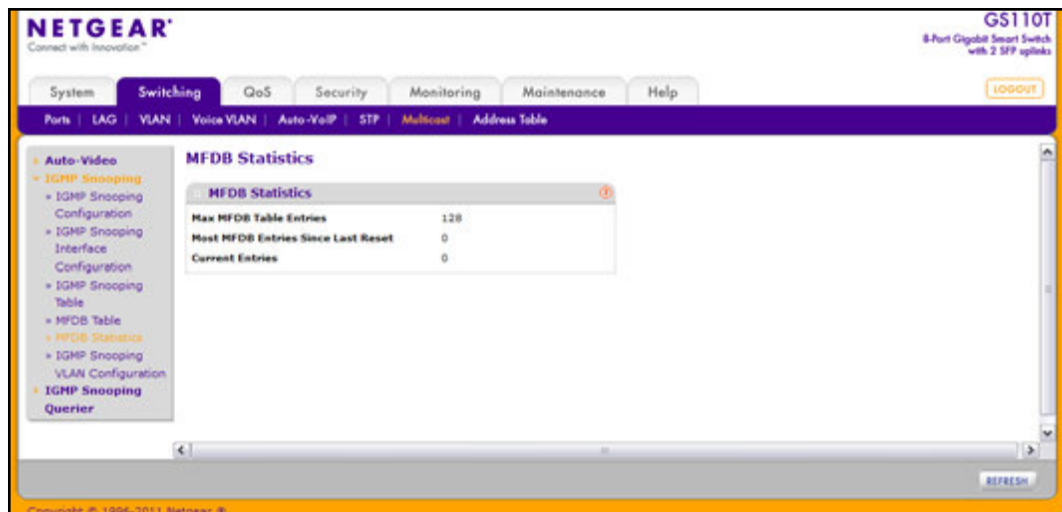 NETGEAR®
Connect with Innovation™
GS110T
8-Port Gigabit Smart Switch
with 2 SFP uplinks
System Switching QoS Security Monitoring Maintenance Help LOGOUT
Ports | LAG | VLAN | Voice VLAN | Auto-VoIP | STP | Multicast | Address Table
Auto-Video
IGMP Snooping
» IGMP Snooping
Configuration
» IGMP Snooping
Interface
Configuration
» IGMP Snooping
Table
» MFDB Table
» MFDB Statistics
» IGMP Snooping
VLAN Configuration
IGMP Snooping
Querier
MFDB Statistics
MFDB Statistics
Max MFDB Table Entries 128
Most MFDB Entries Since Last Reset 0
Current Entries 0
REFRESH
Copyright © 1996-2011 Netgear ®